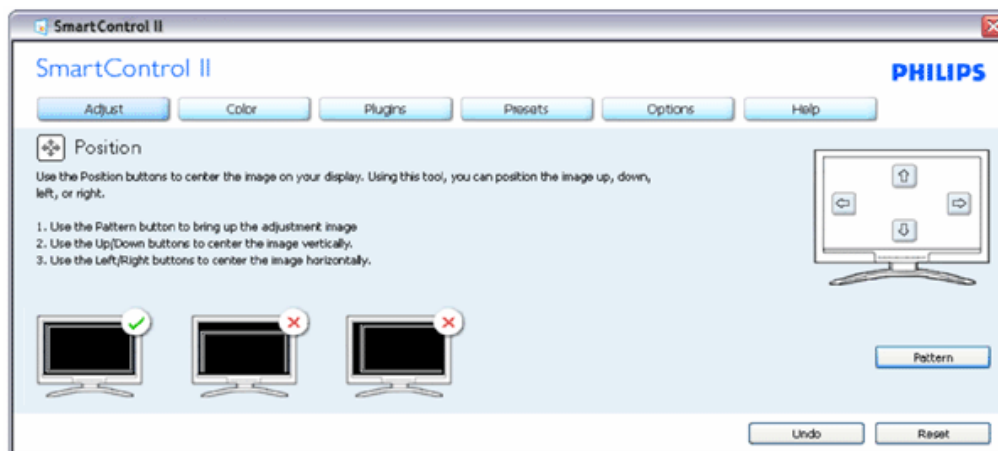 SmartControl II
SmartControl II
PHILIPS
Adjust Color Plugins Presets Options Help
Position
Use the Position buttons to center the image on your display. Using this tool, you can position the image up, down,
left, or right.
1. Use the Pattern button to bring up the adjustment image
2. Use the Up/Down buttons to center the image vertically.
3. Use the Left/Right buttons to center the image horizontally.
Pattern
Undo Reset